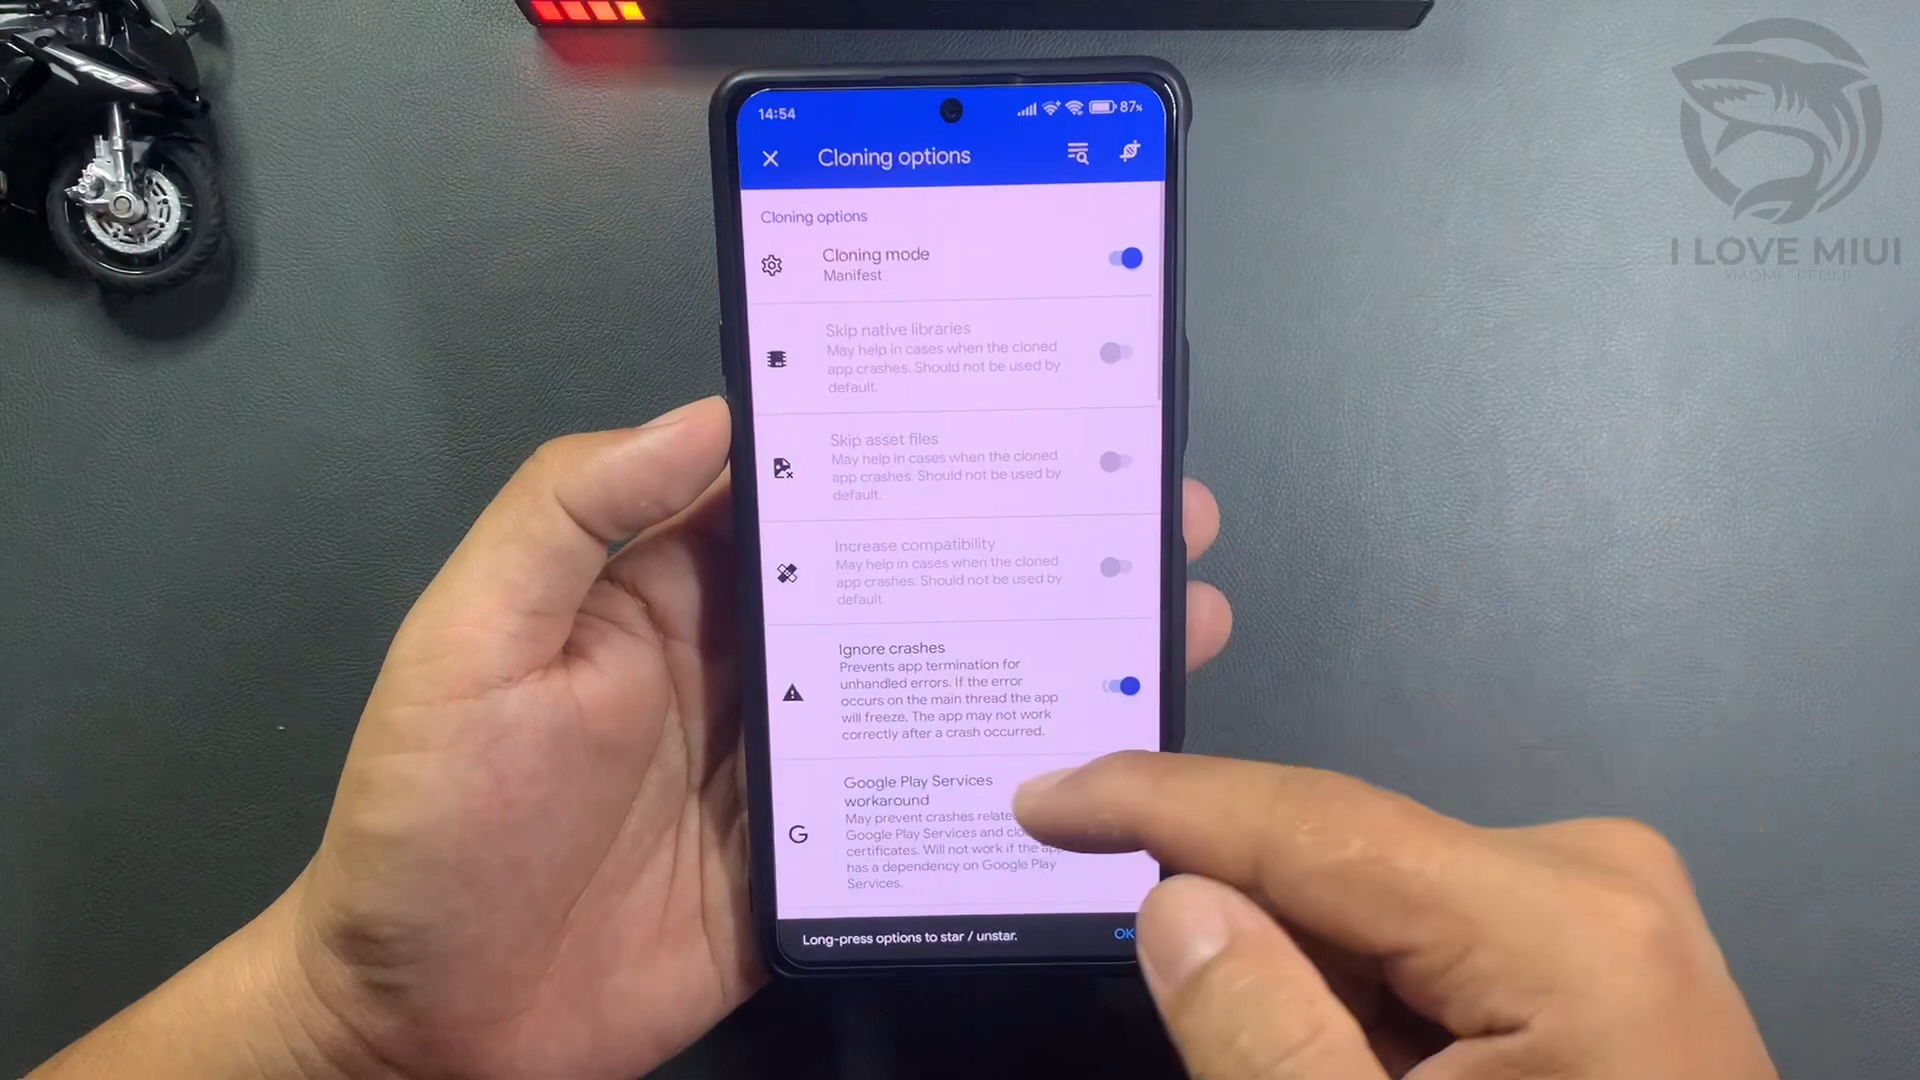 14:54
87%
Cloning options
Cloning options
Cloning mode
Manifest
Skip native libraries
May help in cases when the cloned
app crashes. Should not be used by
default.
Skip asset files
May help in cases when the cloned
app crashes. Should not be used by
default.
Increase compatibility
May help in cases when the cloned
app crashes. Should not be used by
default.
Ignore crashes
Prevents app termination for
unhandled errors. If the error
occurs on the main thread the app
will freeze. The app may not work
correctly after a crash occurred.
Google Play Services
workaround
May prevent crashes relate
Google Play Services and clo
certificates. Will not work if the app
has a dependency on Google Play
Services.
Long-press options to star / unstar.
OK
I LOVE MIUI
XIAOMI REDMI